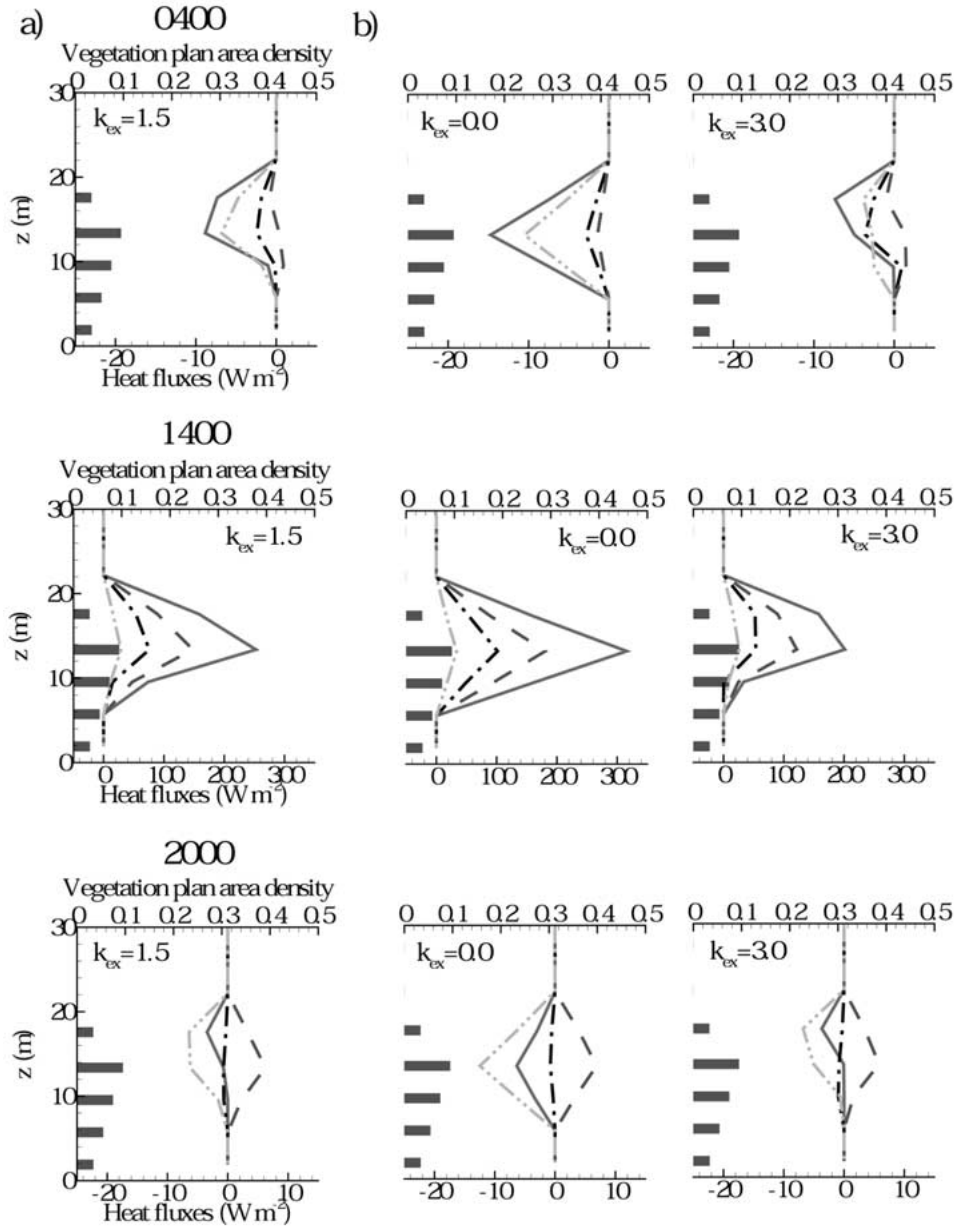 a) 0400 b)
Vegetation plan area density
0 0.1 0.2 0.3 0.4 0.5 0 0.1 0.2 0.3 0.4 0.5 0 0.1 0.2 0.3 0.4 0.5
30
kex=1.5 kex=0.0 kex=3.0
20
z (m)
10
0
-20 -10 0 -20 -10 0 -20 -10 0
Heat fluxes (W m-2)
1400
Vegetation plan area density
0 0.1 0.2 0.3 0.4 0.5 0 0.1 0.2 0.3 0.4 0.5 0 0.1 0.2 0.3 0.4 0.5
30
kex=1.5 kex=0.0 kex=3.0
20
z (m)
10
0
0 100 200 300 0 100 200 300 0 100 200 300
Heat fluxes (W m-2)
2000
Vegetation plan area density
0 0.1 0.2 0.3 0.4 0.5 0 0.1 0.2 0.3 0.4 0.5 0 0.1 0.2 0.3 0.4 0.5
30
kex=1.5 kex=0.0 kex=3.0
20
z (m)
10
0
-20 -10 0 10 -20 -10 0 10 -20 -10 0 10
Heat fluxes (W m-2)